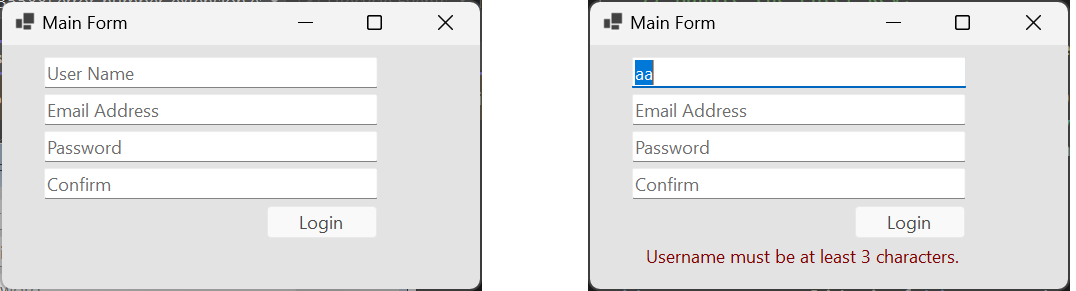 Main Form
User Name
Email Address
Password
Confirm
Login
Main Form
aa
Email Address
Password
Confirm
Login
Username must be at least 3 characters.